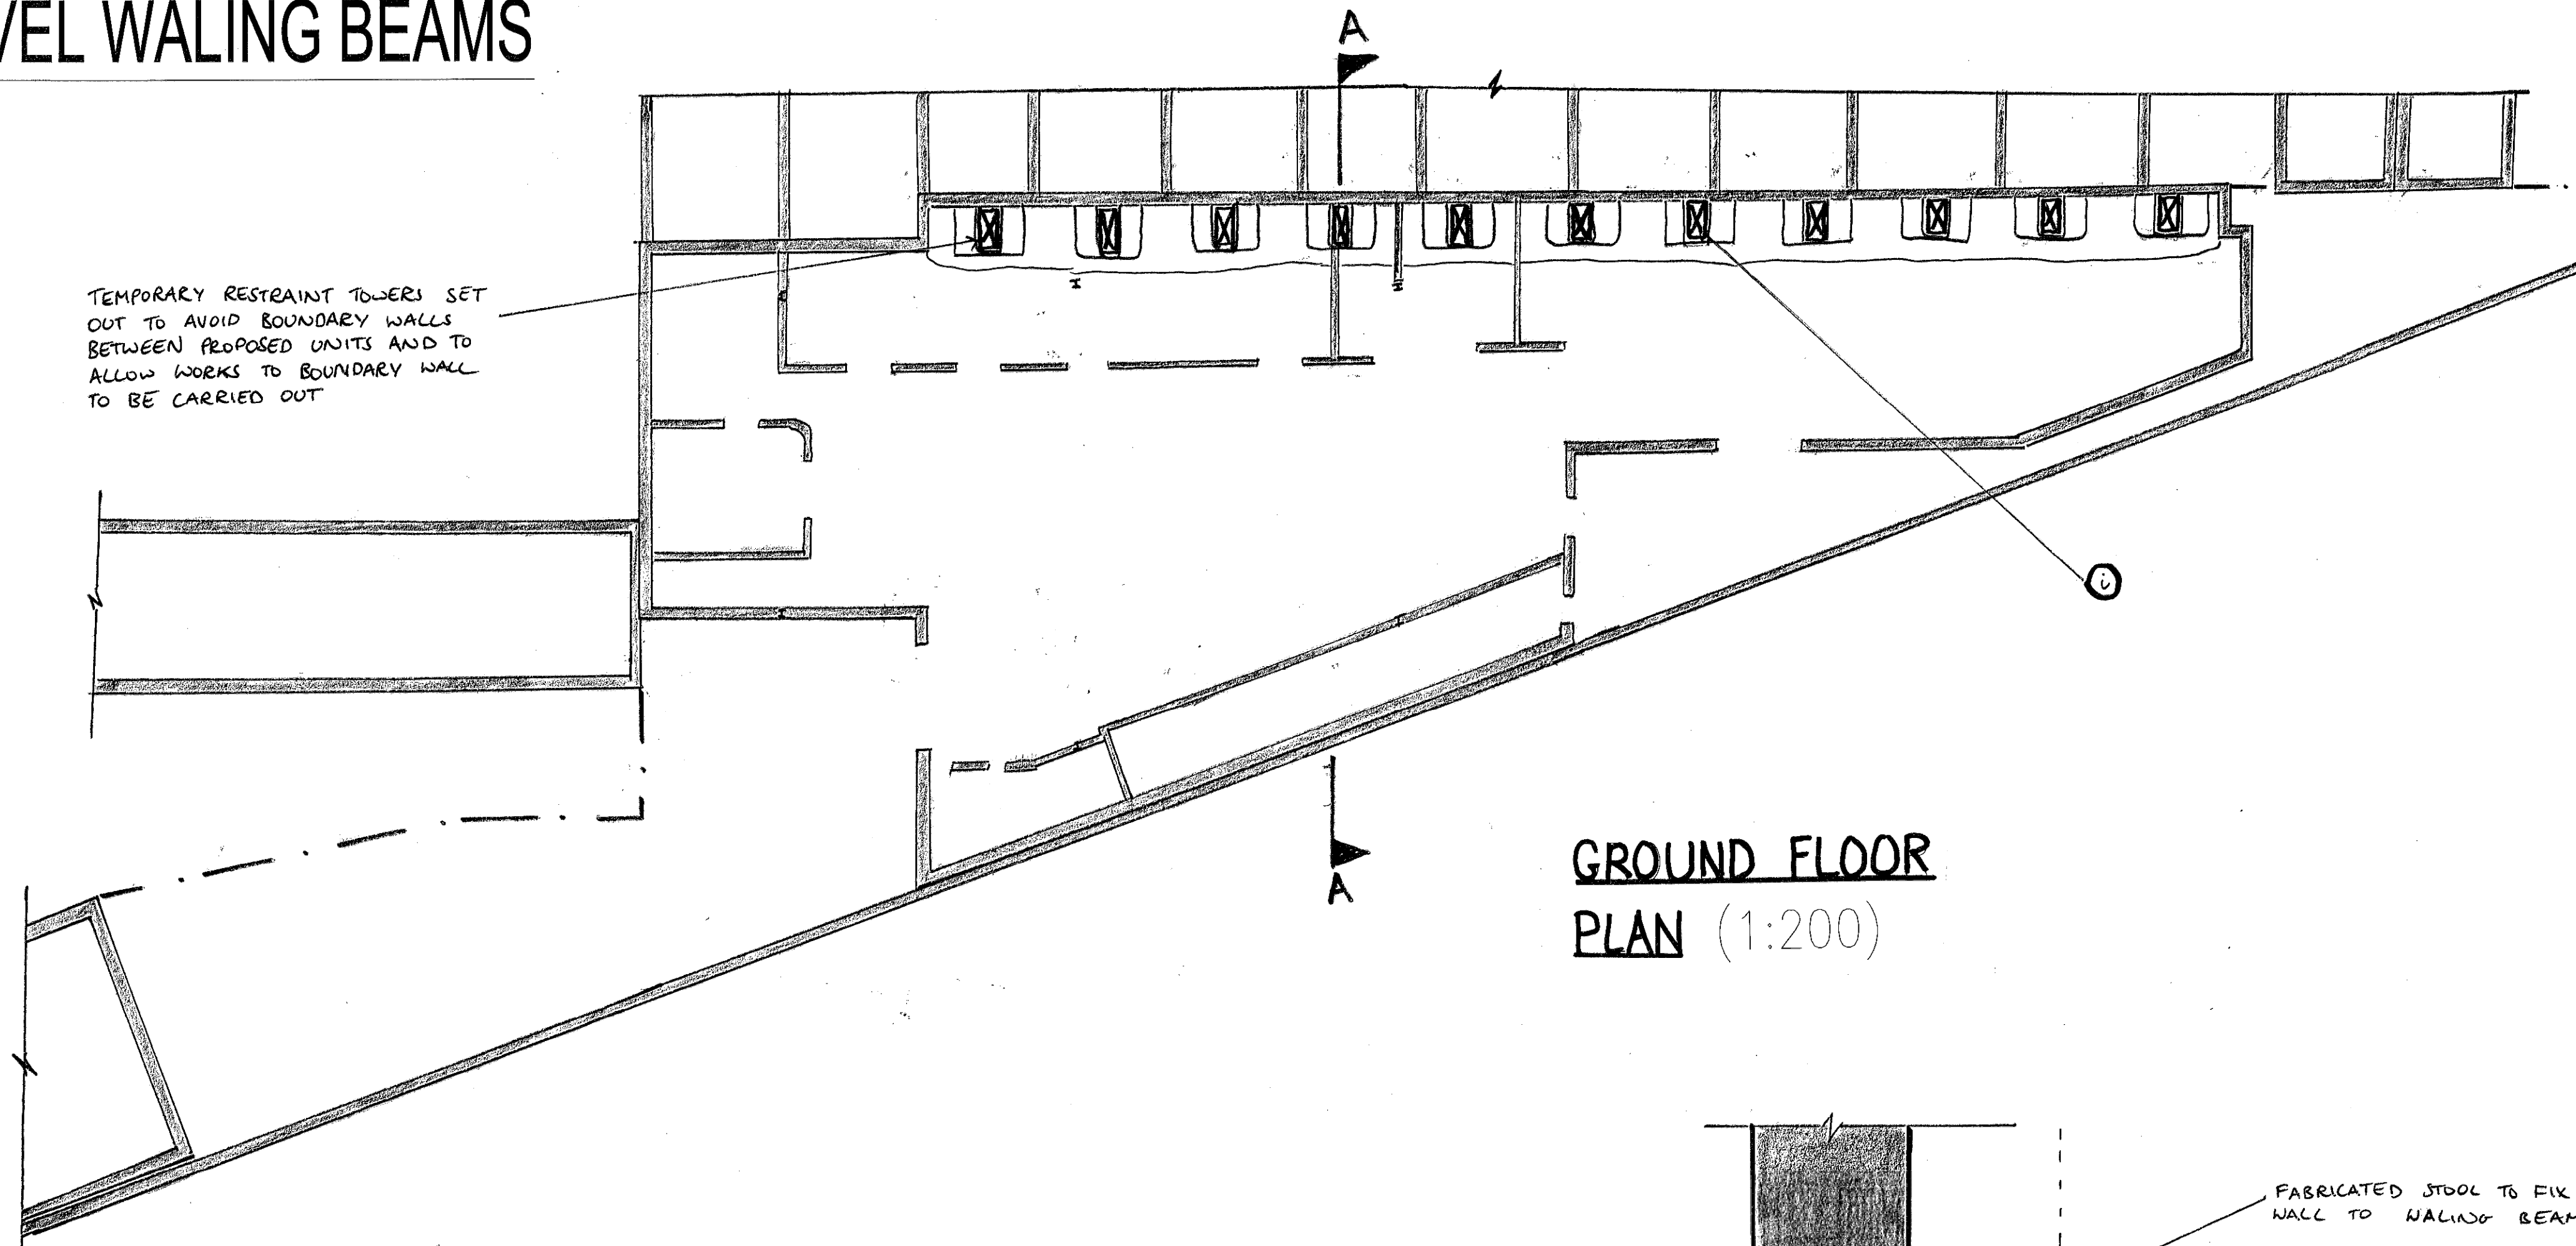 WALING BEAMS
A
TEMPORARY RESTRAINT TOWERS SET
OUT TO AVOID BOUNDARY WALLS
BETWEEN PROPOSED UNITS AND TO
ALLOW WORKS TO BOUNDARY WALL
TO BE CARRIED OUT
i
A
GROUND FLOOR
PLAN (1:200)
FABRICATED STOOL TO FIX
WALL TO WALING BEAM